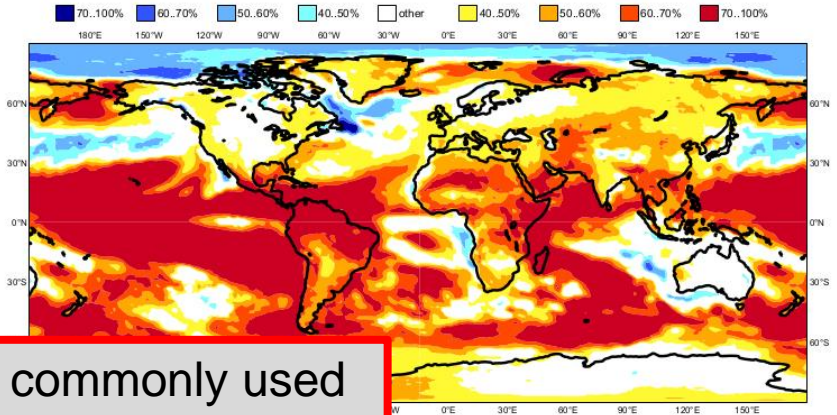 70..100% 60..70% 50..60% 40..50% other 40..50% 50..60% 60..70% 70..100%
180°E 150°W 120°W 90°W 60°W 30°W 0°E 30°E 60°E 90°E 120°E 150°E
60°N 60°N
30°N 30°N
0°N 0°N
30°S 30°S
60°S
commonly used
W 0°E 30°E 60°E 90°E 120°E 150°E